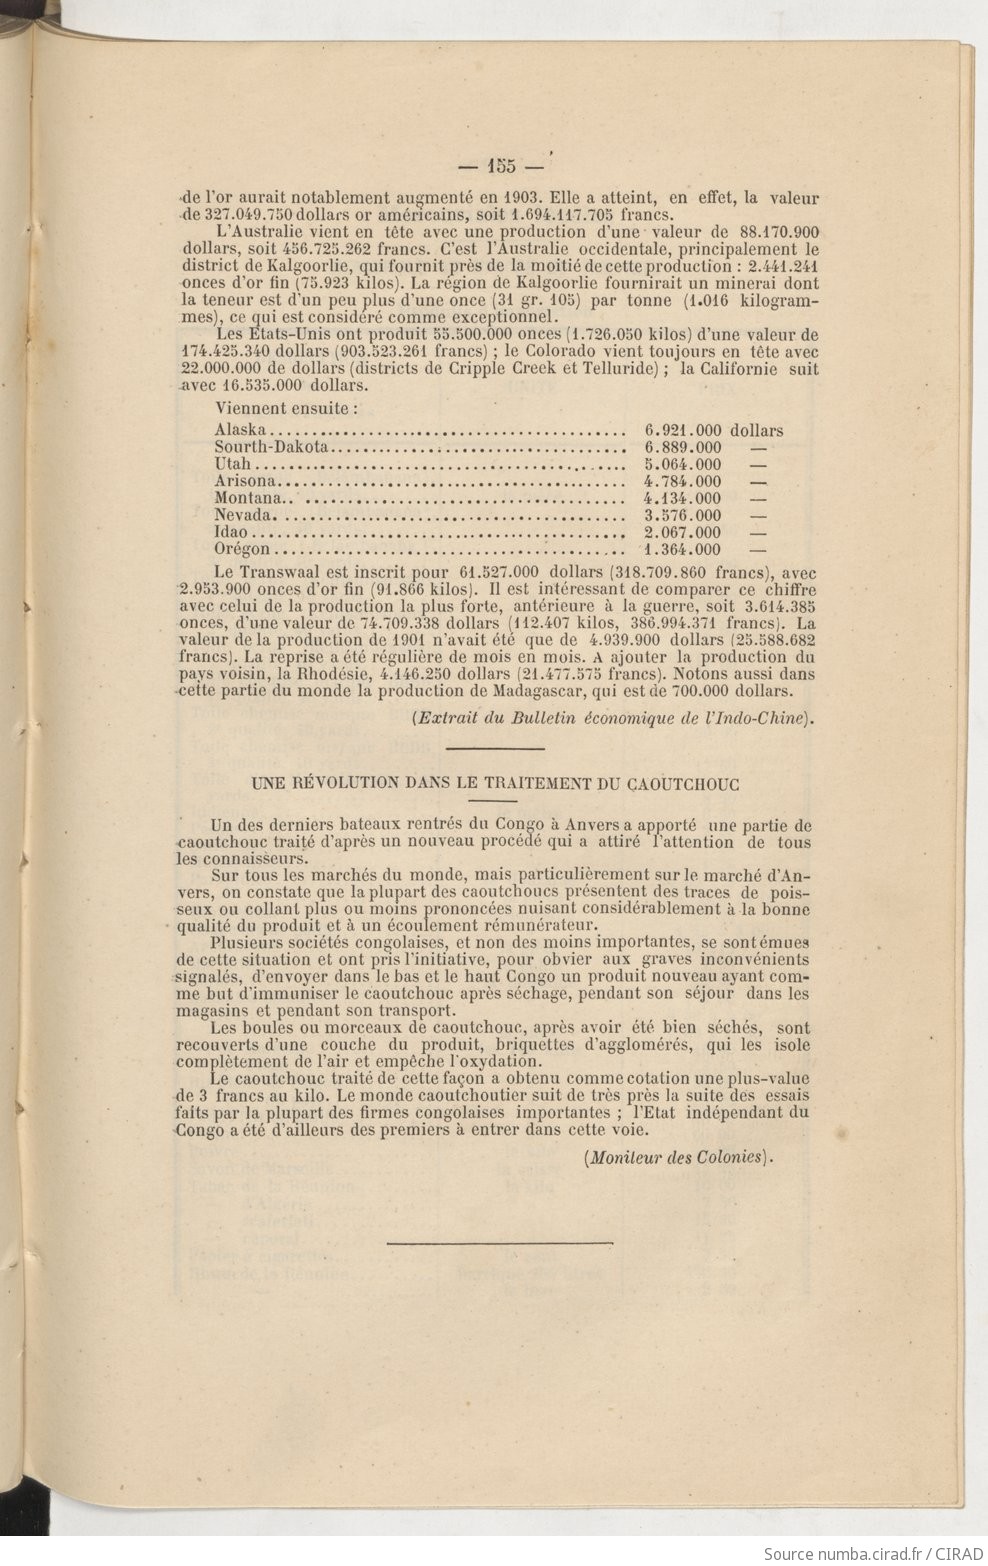 — 155 —
de l'or aurait notablement augmenté en 1903. Elle a atteint, en effet, la valeur
de 327.049.750 dollars or américains, soit 1.694.117.705 francs.
L'Australie vient en tête avec une production d'une valeur de 88.170.900
dollars, soit 456.725.262 francs. C'est l'Australie occidentale, principalement le
district de Kalgoorlie, qui fournit près de la moitié de cette production : 2.441.241
onces d'or fin (75.923 kilos). La région de Kalgoorlie fournirait un minerai dont
la teneur est d'un peu plus d'une once (31 gr. 105) par tonne (1.016 kilogram-
mes), ce qui est considéré comme exceptionnel.
Les Etats-Unis ont produit 55.500.000 onces (1.726.050 kilos) d'une valeur de
174.425.340 dollars (903.523.261 francs) ; le Colorado vient toujours en tête avec
22.000.000 de dollars (districts de Cripple Creek et Telluride) ; la Californie suit
avec 16.535.000 dollars.
Viennent ensuite :
Alaska........................................ 6.921.000 dollars
Sourth-Dakota.................................. 6.889.000 —
Utah........................................... 5.064.000 —
Arisona........................................ 4.784.000 —
Montana........................................ 4.134.000 —
Nevada......................................... 3.576.000 —
Idao........................................... 2.067.000 —
Orégon......................................... 1.364.000 —
Le Transwaal est inscrit pour 61.527.000 dollars (318.709.860 francs), avec
2.953.900 onces d'or fin (91.866 kilos). Il est intéressant de comparer ce chiffre
avec celui de la production la plus forte, antérieure à la guerre, soit 3.614.385
onces, d'une valeur de 74.709.338 dollars (112.407 kilos, 386.994.371 francs). La
valeur de la production de 1901 n'avait été que de 4.939.900 dollars (25.588.682
francs). La reprise a été régulière de mois en mois. A ajouter la production du
pays voisin, la Rhodésie, 4.146.250 dollars (21.477.575 francs). Notons aussi dans
cette partie du monde la production de Madagascar, qui est de 700.000 dollars.
(Extrait du Bulletin économique de l'Indo-Chine).
UNE RÉVOLUTION DANS LE TRAITEMENT DU CAOUTCHOUC
Un des derniers bateaux rentrés du Congo à Anvers a apporté une partie de
caoutchouc traité d'après un nouveau procédé qui a attiré l'attention de tous
les connaisseurs.
Sur tous les marchés du monde, mais particulièrement sur le marché d'An-
vers, on constate que la plupart des caoutchoucs présentent des traces de pois-
seux ou collant plus ou moins prononcées nuisant considérablement à la bonne
qualité du produit et à un écoulement rémunérateur.
Plusieurs sociétés congolaises, et non des moins importantes, se sont émues
de cette situation et ont pris l'initiative, pour obvier aux graves inconvénients
signalés, d'envoyer dans le bas et le haut Congo un produit nouveau ayant com-
me but d'immuniser le caoutchouc après séchage, pendant son séjour dans les
magasins et pendant son transport.
Les boules ou morceaux de caoutchouc, après avoir été bien séchés, sont
recouverts d'une couche du produit, briquettes d'agglomérés, qui les isole
complètement de l'air et empêche l'oxydation.
Le caoutchouc traité de cette façon a obtenu comme cotation une plus-value
de 3 francs au kilo. Le monde caoutchoutier suit de très près la suite des essais
faits par la plupart des firmes congolaises importantes ; l'Etat indépendant du
Congo a été d'ailleurs des premiers à entrer dans cette voie.
(Moniteur des Colonies).
Source numba.cirad.fr / CIRAD